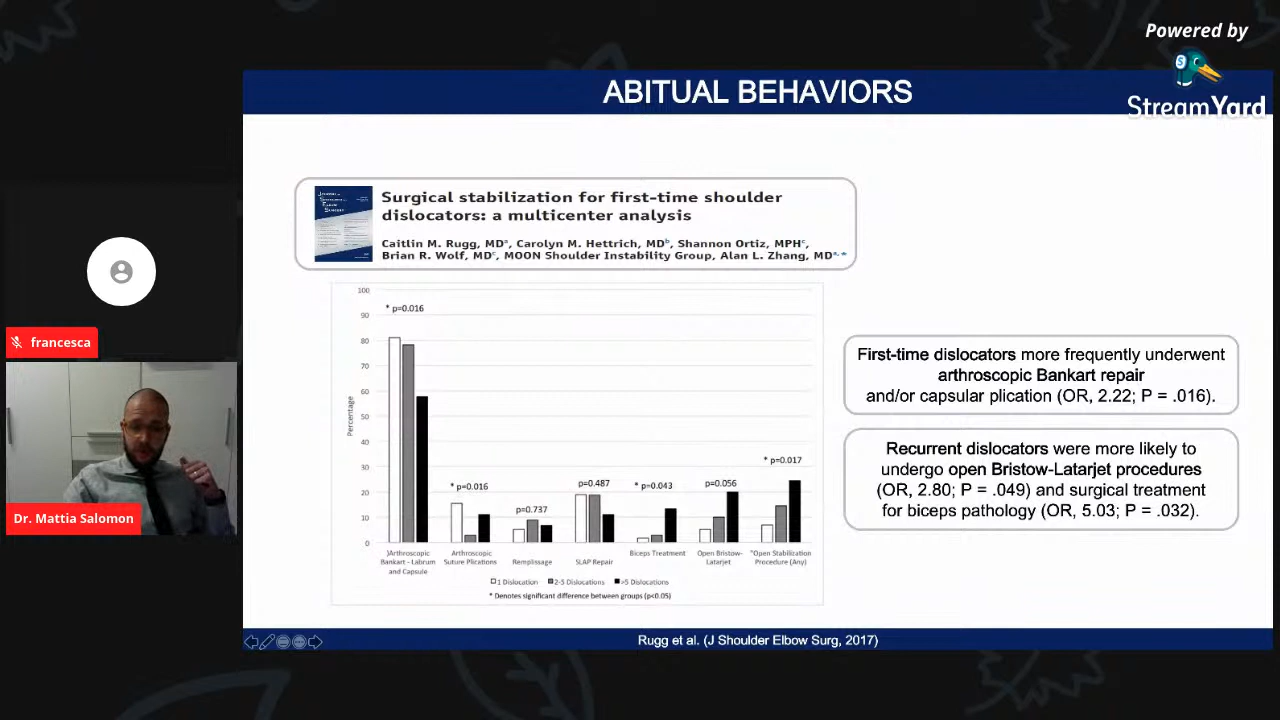 Powered by
StreamYard
ABITUAL BEHAVIORS
Surgical stabilization for first-time shoulder
dislocators: a multicenter analysis
Caitlin M. Rugg, MDᵃ, Carolyn M. Hettrich, MDᵇ, Shannon Ortiz, MPHᶜ,
Brian R. Wolf, MDᶜ, MOON Shoulder Instability Group, Alan L. Zhang, MDᵃ,*
100
90
80
70
60
50
40
30
20
10
0
Percentage
* p=0.016
* p=0.016
p=0.737
p=0.487
* p=0.043
p=0.056
* p=0.017
Arthroscopic
Bankart - Labrum
and Capsule
Arthroscopic
Suture Plications
Remplissage
SLAP Repair
Biceps Treatment
Open Bristow-
Latarjet
*Open Stabilization
Procedure (Any)
1 Dislocation
2-5 Dislocations
>5 Dislocations
* Denotes significant difference between groups (p<0.05)
First-time dislocators more frequently underwent
arthroscopic Bankart repair
and/or capsular plication (OR, 2.22; P = .016).
Recurrent dislocators were more likely to
undergo open Bristow-Latarjet procedures
(OR, 2.80; P = .049) and surgical treatment
for biceps pathology (OR, 5.03; P = .032).
Rugg et al. (J Shoulder Elbow Surg, 2017)
francesca
Dr. Mattia Salomon